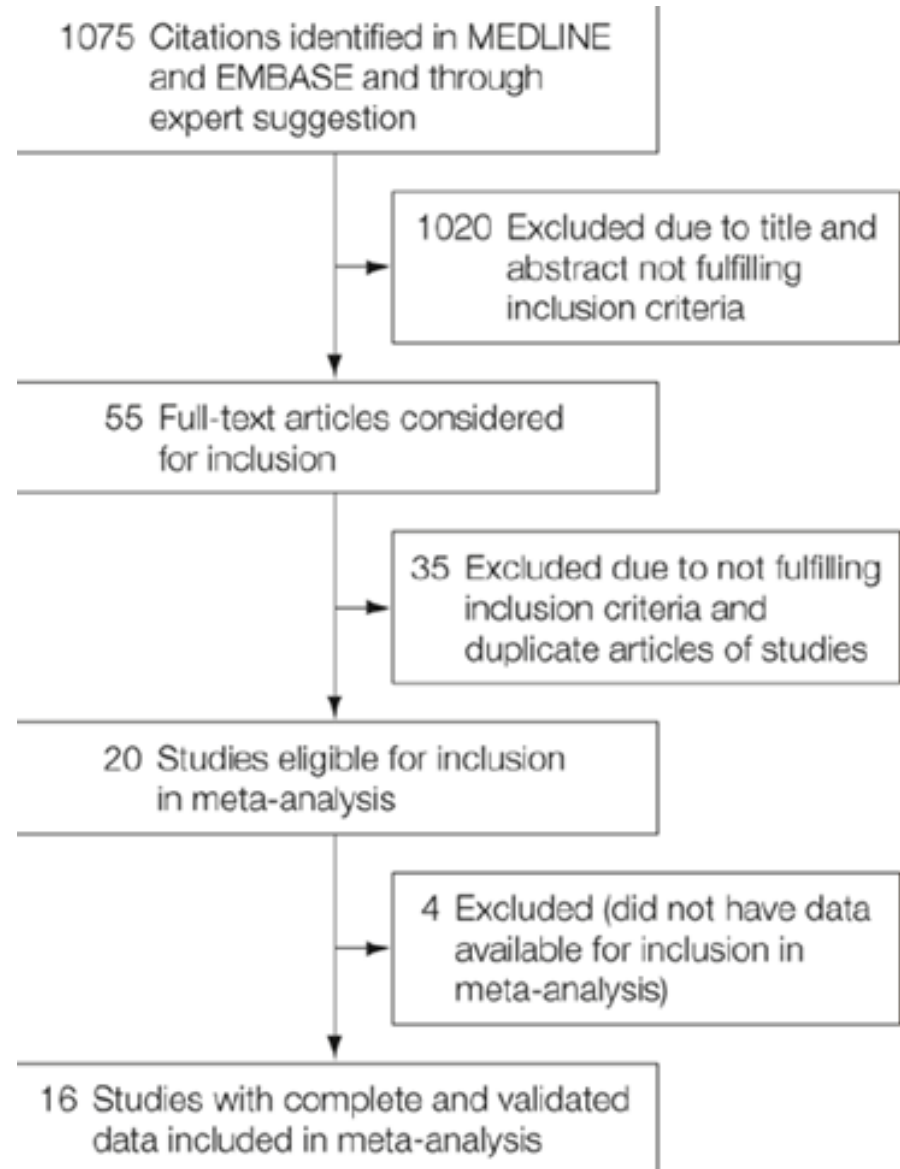 1075 Citations identified in MEDLINE
and EMBASE and through
expert suggestion
1020 Excluded due to title and
abstract not fulfilling
inclusion criteria
55 Full-text articles considered
for inclusion
35 Excluded due to not fulfilling
inclusion criteria and
duplicate articles of studies
20 Studies eligible for inclusion
in meta-analysis
4 Excluded (did not have data
available for inclusion in
meta-analysis)
16 Studies with complete and validated
data included in meta-analysis